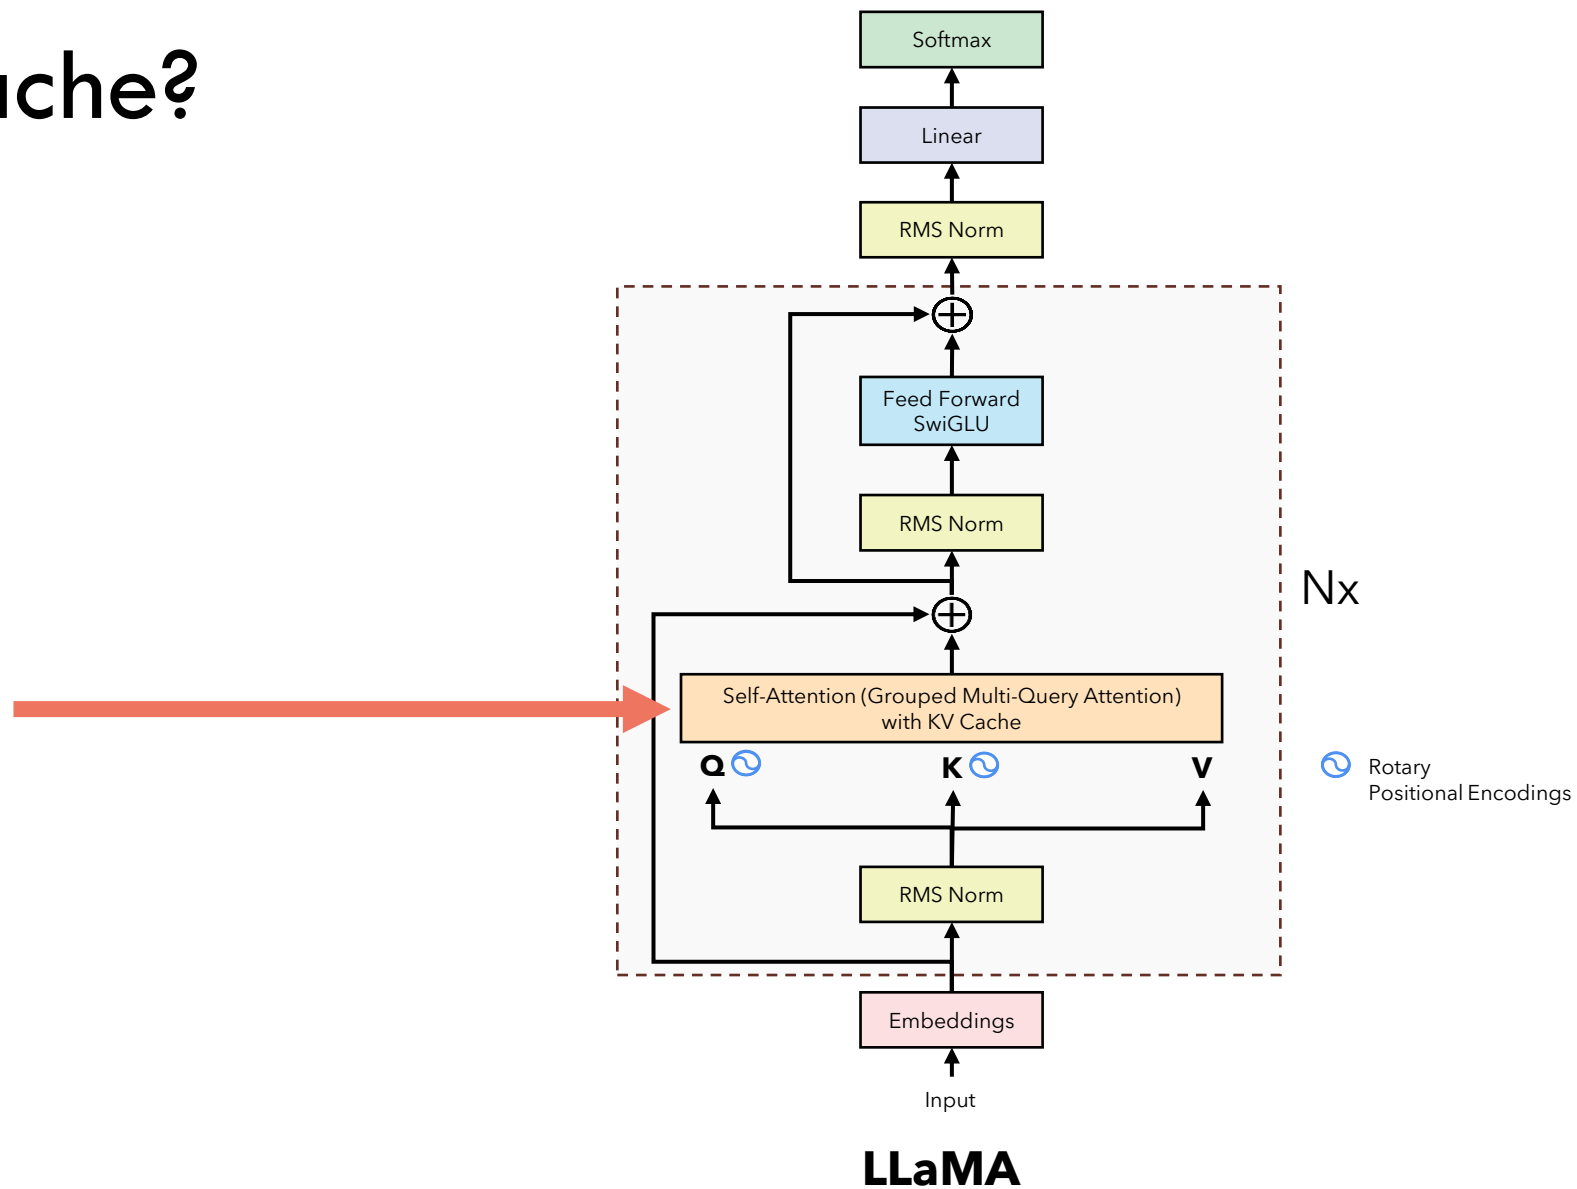 ache?
Softmax
Linear
RMS Norm
Feed Forward
SwiGLU
RMS Norm
Nx
Self-Attention (Grouped Multi-Query Attention)
with KV Cache
Q
K
V
Rotary
Positional Encodings
RMS Norm
Embeddings
Input
LLaMA